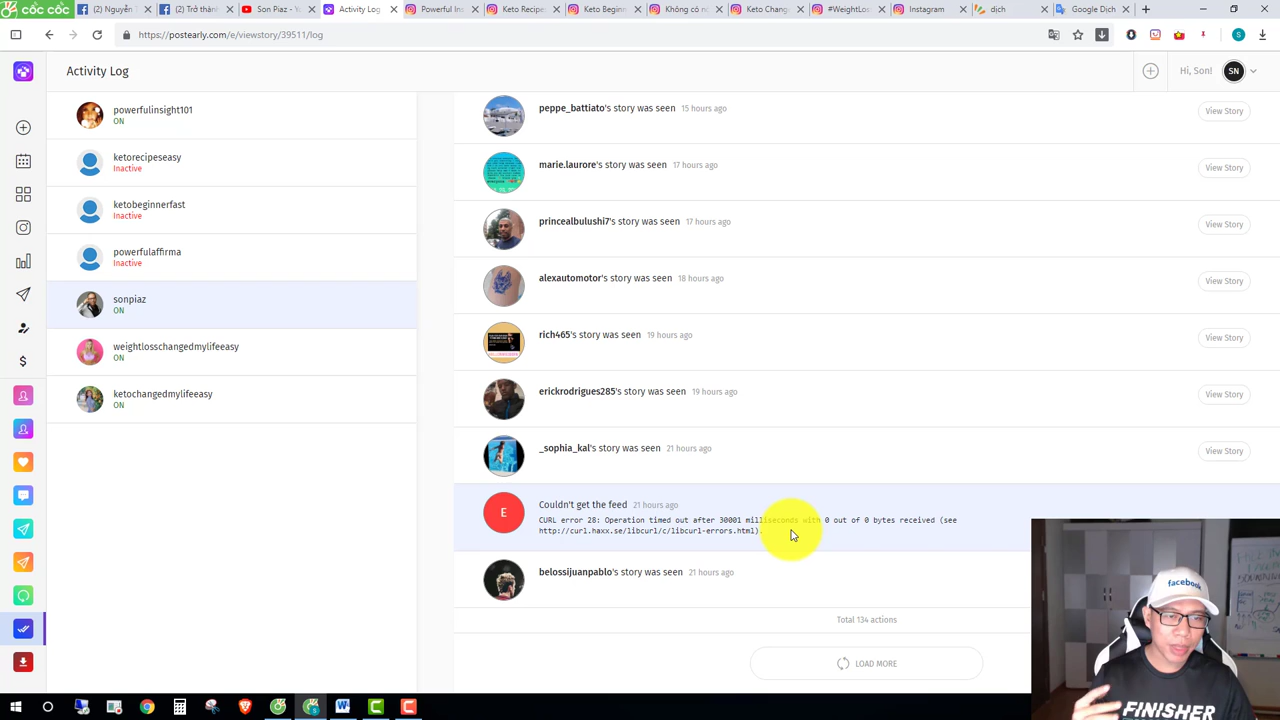 cốc cốc
Nguyễn
Trở thàn
Son Piaz - Yo
Activity Log
Powerful Ins
Keto Recipe
Keto Beginn
Không có n
Keto Chang
#WeightLos
Instagram
dịch
Google Dịch
https://postearly.com/e/viewstory/39511/log
S
Activity Log
Hi, Son!
SN
powerfulinsight101
ON
ketorecipeseasy
Inactive
ketobeginnerfast
Inactive
powerfulaffirma
Inactive
sonpiaz
ON
weightlosschangedmylifeeasy
ON
ketochangedmylifeeasy
ON
peppe_battiato's story was seen 15 hours ago
View Story
marie.laurore's story was seen 17 hours ago
View Story
princealbulushi7's story was seen 17 hours ago
View Story
alexautomotor's story was seen 18 hours ago
View Story
rich465's story was seen 19 hours ago
View Story
erickrodrigues285's story was seen 19 hours ago
View Story
_sophia_kal's story was seen 21 hours ago
View Story
E
Couldn't get the feed 21 hours ago
CURL error 28: Operation timed out after 30001 milliseconds with 0 out of 0 bytes received (see
http://curl.haxx.se/libcurl/c/libcurl-errors.html).
belossijuanpablo's story was seen 21 hours ago
Total 134 actions
LOAD MORE
facebook
FINISHER